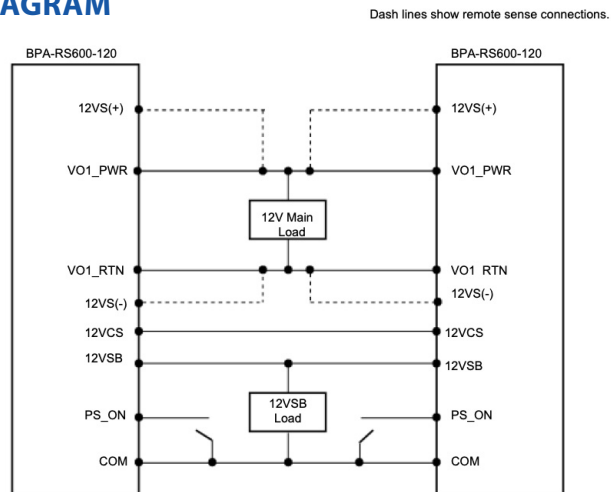 AGRAM
Dash lines show remote sense connections.
BPA-RS600-120
BPA-RS600-120
12VS(+)
12VS(+)
VO1_PWR
VO1_PWR
12V Main
Load
VO1_RTN
VO1 RTN
12VS(-)
12VS(-)
12VCS
12VCS
12VSB
12VSB
12VSB
Load
PS_ON
PS_ON
COM
COM